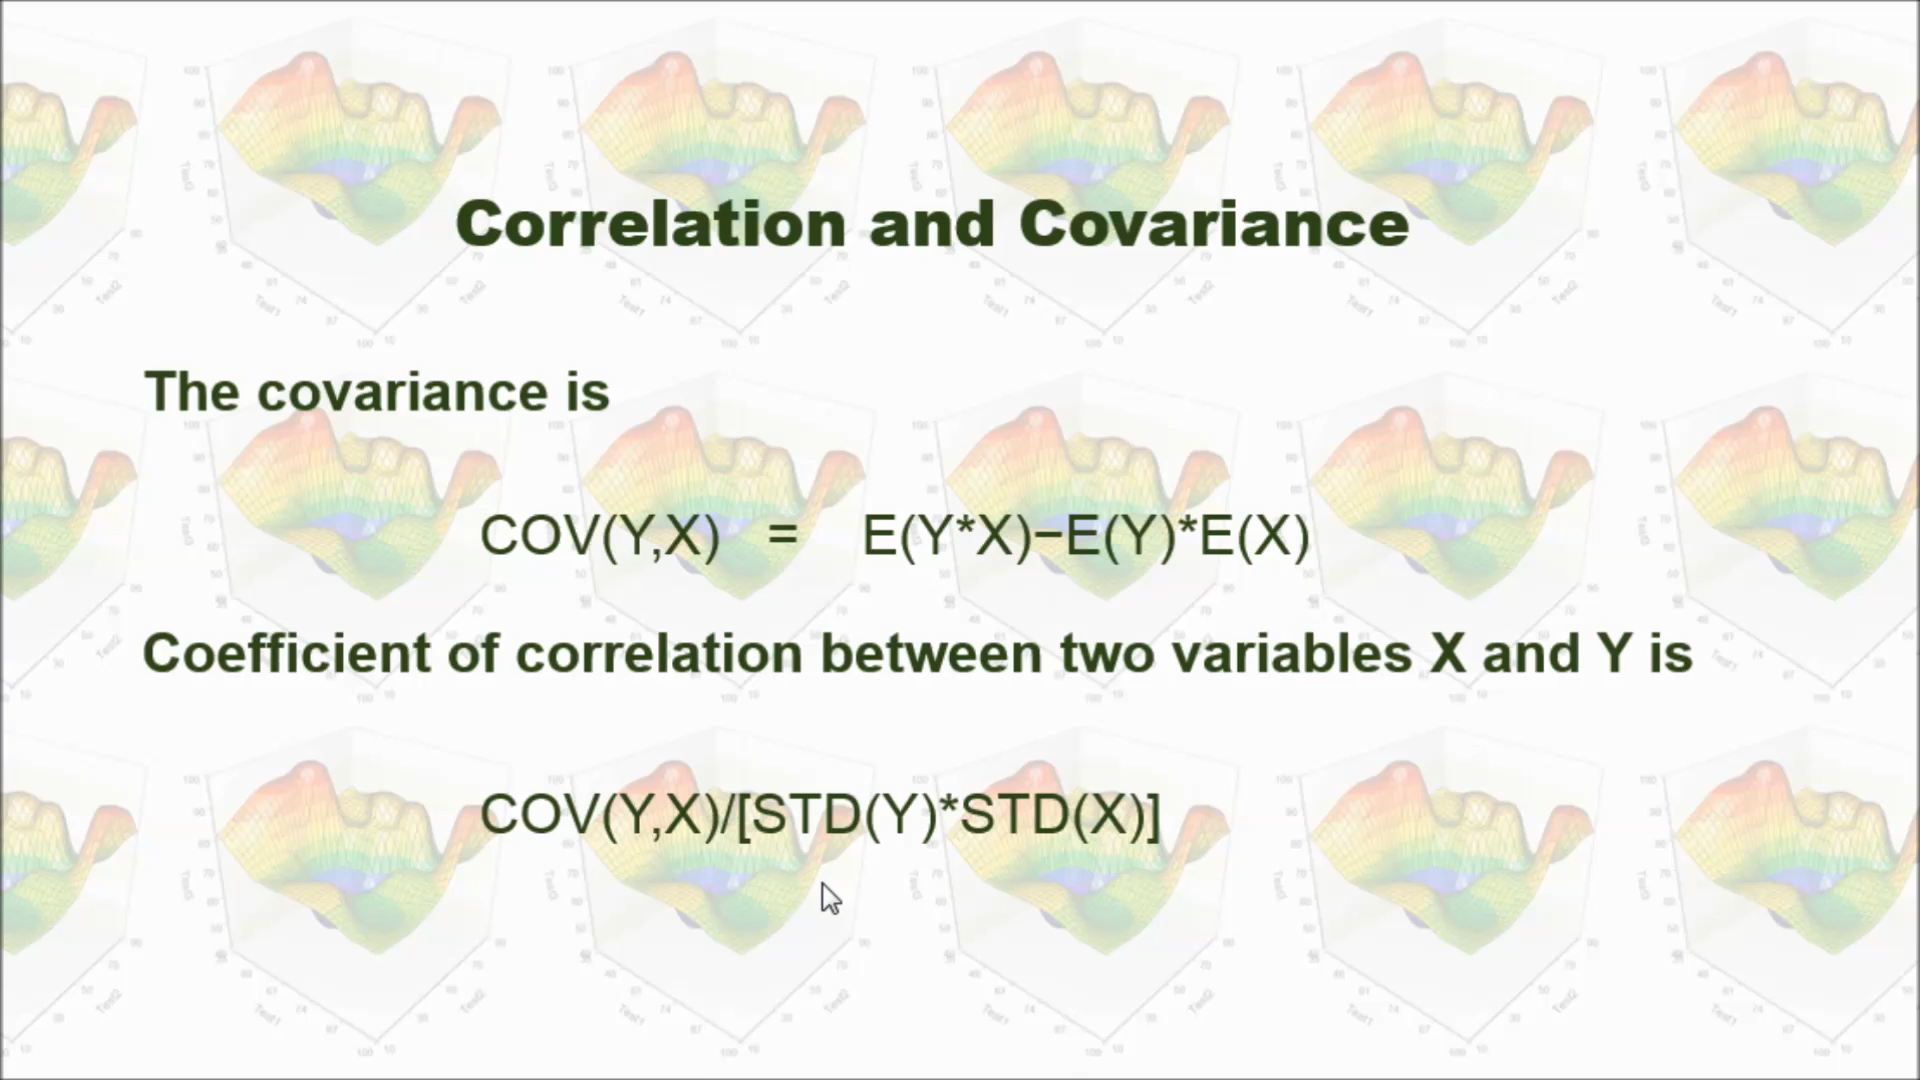 Correlation and Covariance
The covariance is
COV(Y,X) = E(Y*X)−E(Y)*E(X)
Coefficient of correlation between two variables X and Y is
COV(Y,X)/[STD(Y)*STD(X)]